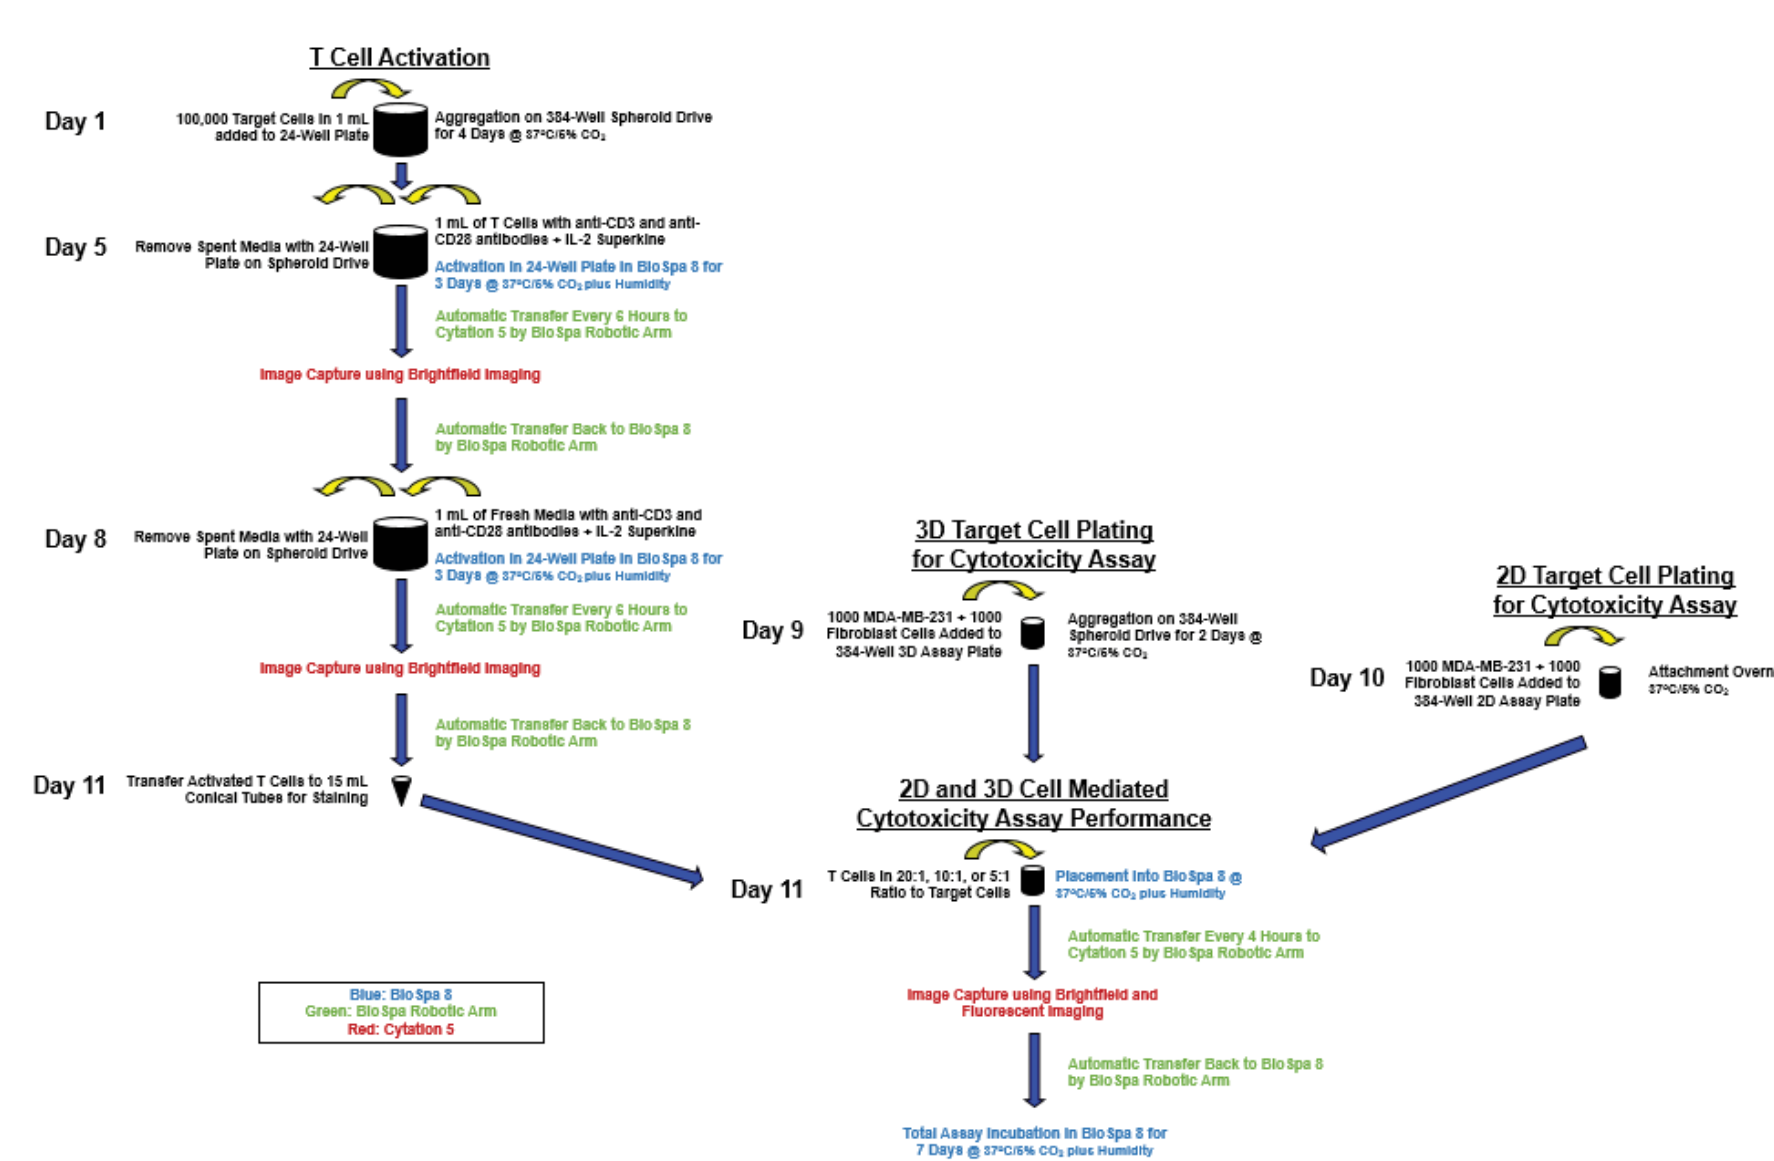 T Cell Activation
Day 1
100,000 Target Cells in 1 mL
added to 24-Well Plate
Aggregation on 384-Well Spheroid Drive
for 4 Days @ 37ºC/5% CO₂
Day 5
Remove Spent Media with 24-Well
Plate on Spheroid Drive
1 mL of T Cells with anti-CD3 and anti-
CD28 antibodies + IL-2 Superkine
Activation in 24-Well Plate in BioSpa 8 for
3 Days @ 37ºC/5% CO₂ plus Humidity
Automatic Transfer Every 6 Hours to
Cytation 5 by BioSpa Robotic Arm
Image Capture using Brightfield Imaging
Automatic Transfer Back to BioSpa 8
by BioSpa Robotic Arm
Day 8
Remove Spent Media with 24-Well
Plate on Spheroid Drive
1 mL of Fresh Media with anti-CD3 and
anti-CD28 antibodies + IL-2 Superkine
Activation in 24-Well Plate in BioSpa 8 for
3 Days @ 37ºC/5% CO₂ plus Humidity
Automatic Transfer Every 6 Hours to
Cytation 5 by BioSpa Robotic Arm
Image Capture using Brightfield Imaging
Automatic Transfer Back to BioSpa 8
by BioSpa Robotic Arm
Day 11
Transfer Activated T Cells to 15 mL
Conical Tubes for Staining
3D Target Cell Plating
for Cytotoxicity Assay
Day 9
1000 MDA-MB-231 + 1000
Fibroblast Cells Added to
384-Well 3D Assay Plate
Aggregation on 384-Well
Spheroid Drive for 2 Days @
37ºC/5% CO₂
2D Target Cell Plating
for Cytotoxicity Assay
Day 10
1000 MDA-MB-231 + 1000
Fibroblast Cells Added to
384-Well 2D Assay Plate
Attachment Overn
37ºC/5% CO₂
2D and 3D Cell Mediated
Cytotoxicity Assay Performance
Day 11
T Cells in 20:1, 10:1, or 5:1
Ratio to Target Cells
Placement into BioSpa 8 @
37ºC/5% CO₂ plus Humidity
Automatic Transfer Every 4 Hours to
Cytation 5 by BioSpa Robotic Arm
Image Capture using Brightfield and
Fluorescent Imaging
Automatic Transfer Back to BioSpa 8
by BioSpa Robotic Arm
Total Assay Incubation in BioSpa 8 for
7 Days @ 37ºC/5% CO₂ plus Humidity
Blue: BioSpa 8
Green: BioSpa Robotic Arm
Red: Cytation 5